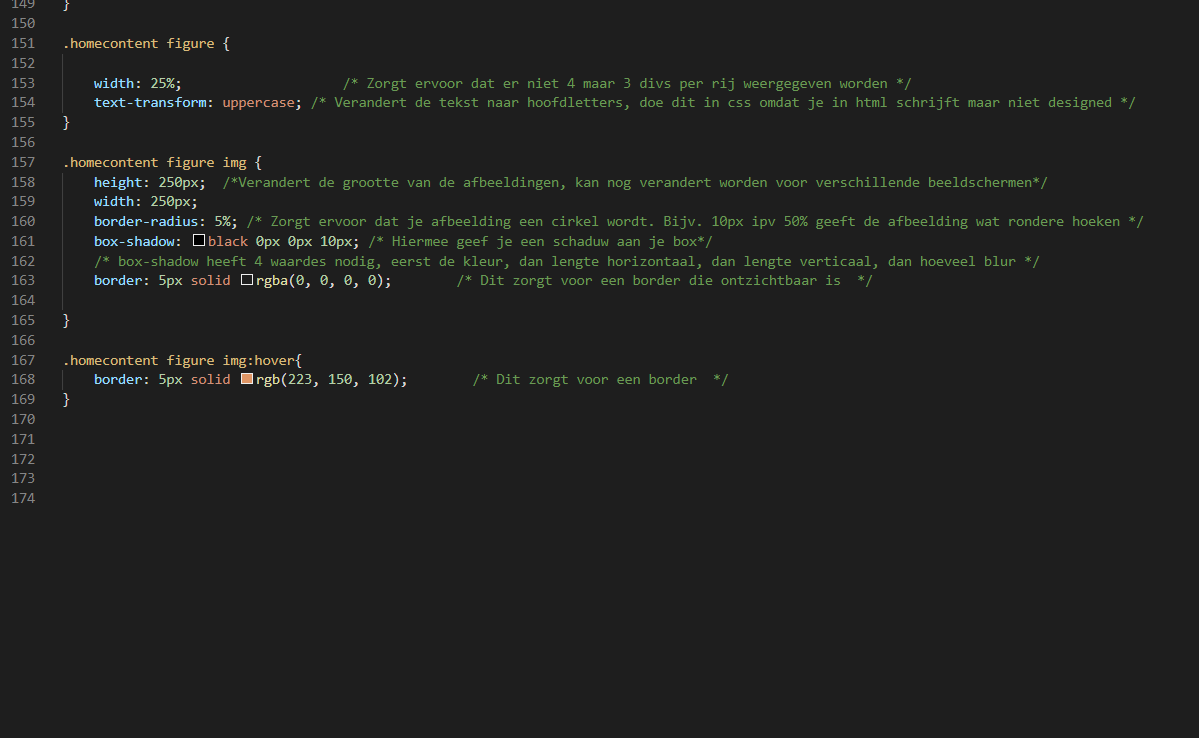 149 }
150
151 .homecontent figure {
152
153 width: 25%; /* Zorgt ervoor dat er niet 4 maar 3 divs per rij weergegeven worden */
154 text-transform: uppercase; /* Verandert de tekst naar hoofdletters, doe dit in css omdat je in html schrijft maar niet designed */
155 }
156
157 .homecontent figure img {
158 height: 250px; /*Verandert de grootte van de afbeeldingen, kan nog verandert worden voor verschillende beeldschermen*/
159 width: 250px;
160 border-radius: 5%; /* Zorgt ervoor dat je afbeelding een cirkel wordt. Bijv. 10px ipv 50% geeft de afbeelding wat rondere hoeken */
161 box-shadow: black 0px 0px 10px; /* Hiermee geef je een schaduw aan je box*/
162 /* box-shadow heeft 4 waardes nodig, eerst de kleur, dan lengte horizontaal, dan lengte verticaal, dan hoeveel blur */
163 border: 5px solid rgba(0, 0, 0, 0); /* Dit zorgt voor een border die ontzichtbaar is */
164
165 }
166
167 .homecontent figure img:hover{
168 border: 5px solid rgb(223, 150, 102); /* Dit zorgt voor een border */
169 }
170
171
172
173
174